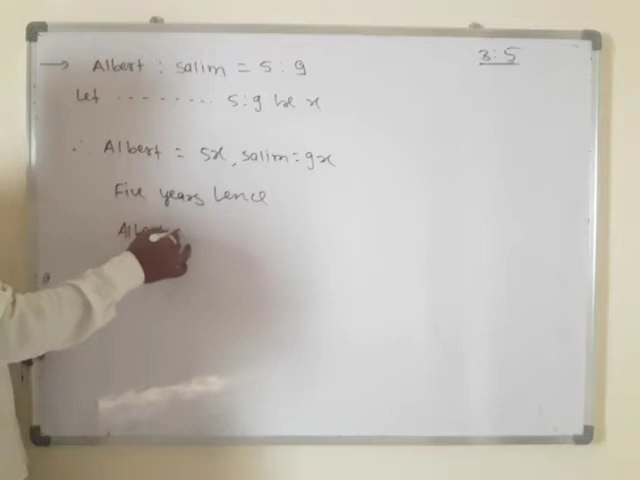 → Albert : Salim = 5 : 9
3 : 5
Let ........ 5 : 9 be x
∴ Albert = 5x, Salim = 9x
Five years hence